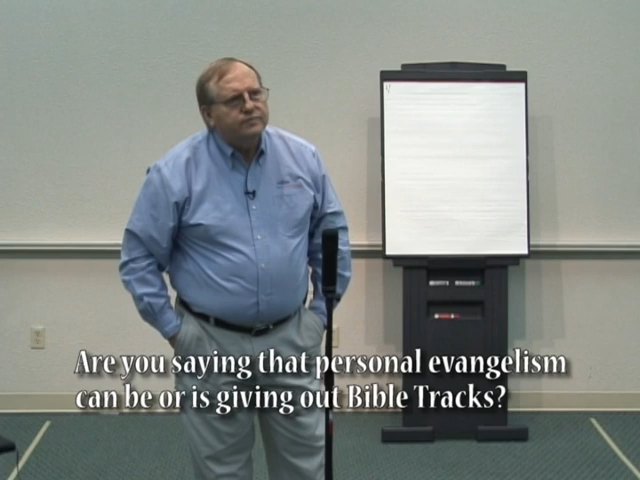 Are you saying that personal evangelism
can be or is giving out Bible Tracks?